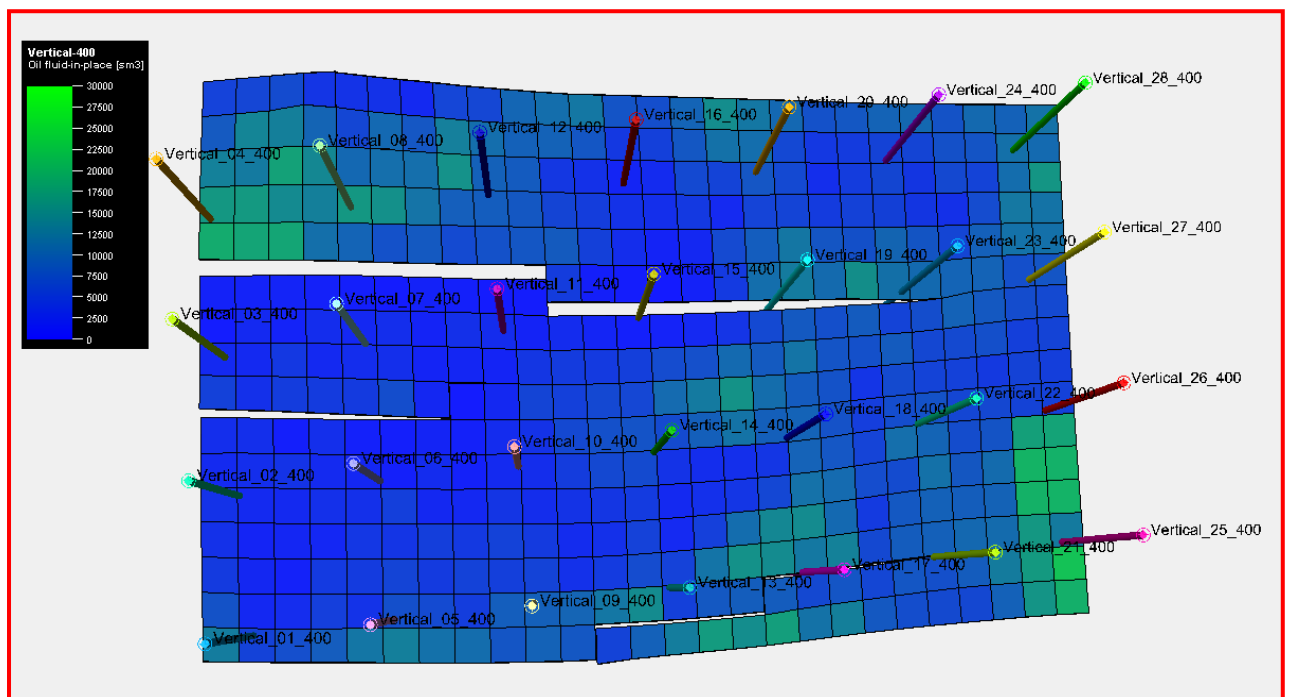 Vertical-400
Oil fluid-in-place [sm3]
30000
27500
25000
22500
20000
17500
15000
12500
10000
7500
5000
2500
0
Vertical_28_400
Vertical_24_400
Vertical_20_400
Vertical_16_400
Vertical_12_400
Vertical_08_400
Vertical_04_400
Vertical_27_400
Vertical_23_400
Vertical_19_400
Vertical_15_400
Vertical_11_400
Vertical_07_400
Vertical_03_400
Vertical_26_400
Vertical_22_400
Vertical_18_400
Vertical_14_400
Vertical_10_400
Vertical_06_400
Vertical_02_400
Vertical_25_400
Vertical_21_400
Vertical_17_400
Vertical_13_400
Vertical_09_400
Vertical_05_400
Vertical_01_400